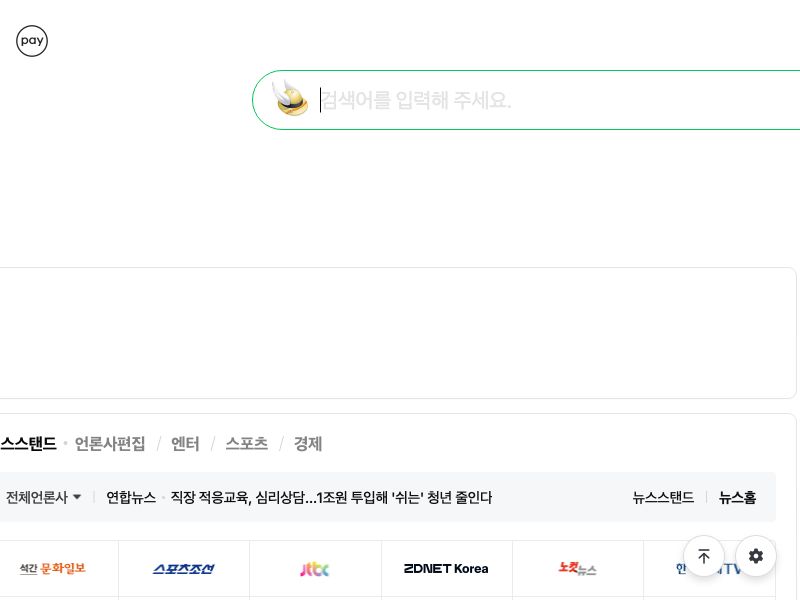 pay
검색어를 입력해 주세요.
스스탠드 · 언론사편집 / 엔터 / 스포츠 / 경제
전체언론사 연합뉴스 · 직장 적응교육, 심리상담...1조원 투입해 '쉬는' 청년 줄인다 뉴스스탠드 뉴스홈
석간 문화일보 스포츠조선 jtbc ZDNET Korea 노컷뉴스 한 TV